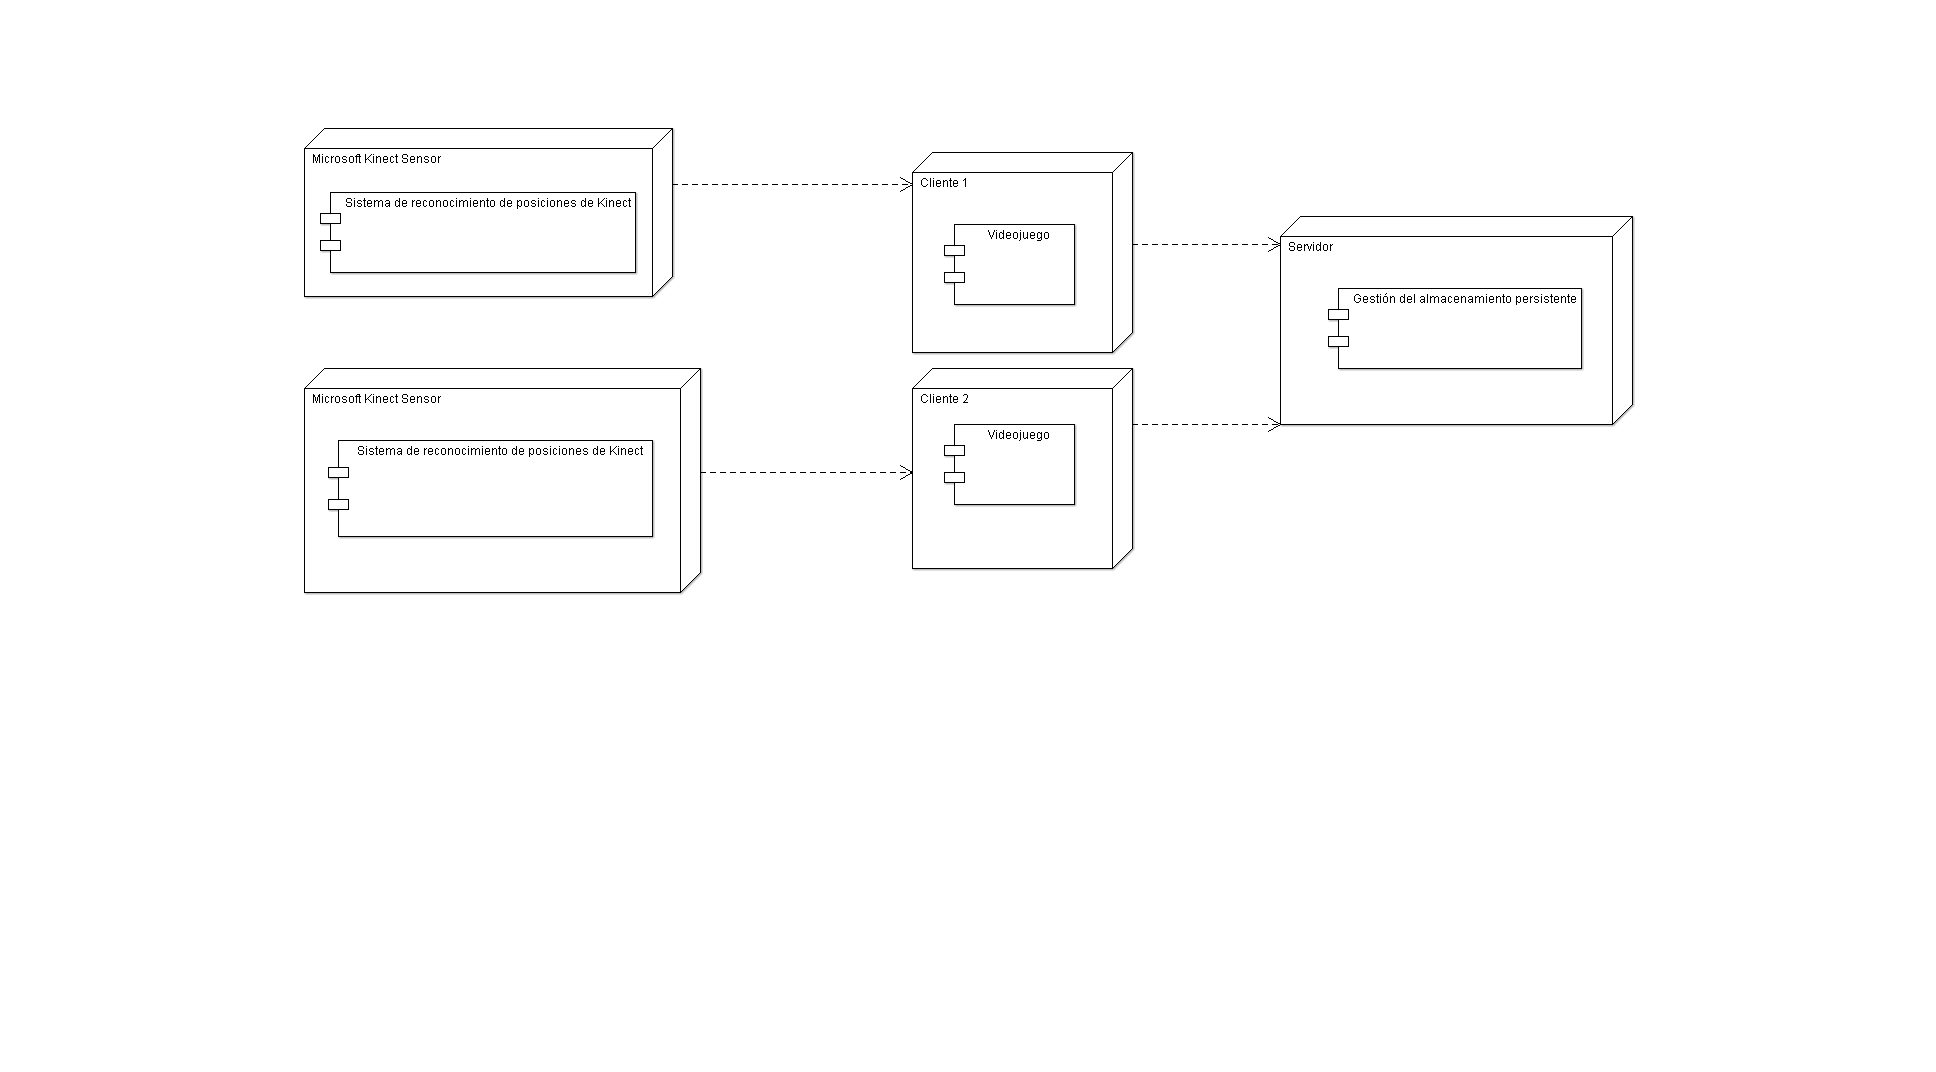 Microsoft Kinect Sensor
Sistema de reconocimiento de posiciones de Kinect
Cliente 1
Videojuego
Servidor
Gestión del almacenamiento persistente
Microsoft Kinect Sensor
Sistema de reconocimiento de posiciones de Kinect
Cliente 2
Videojuego